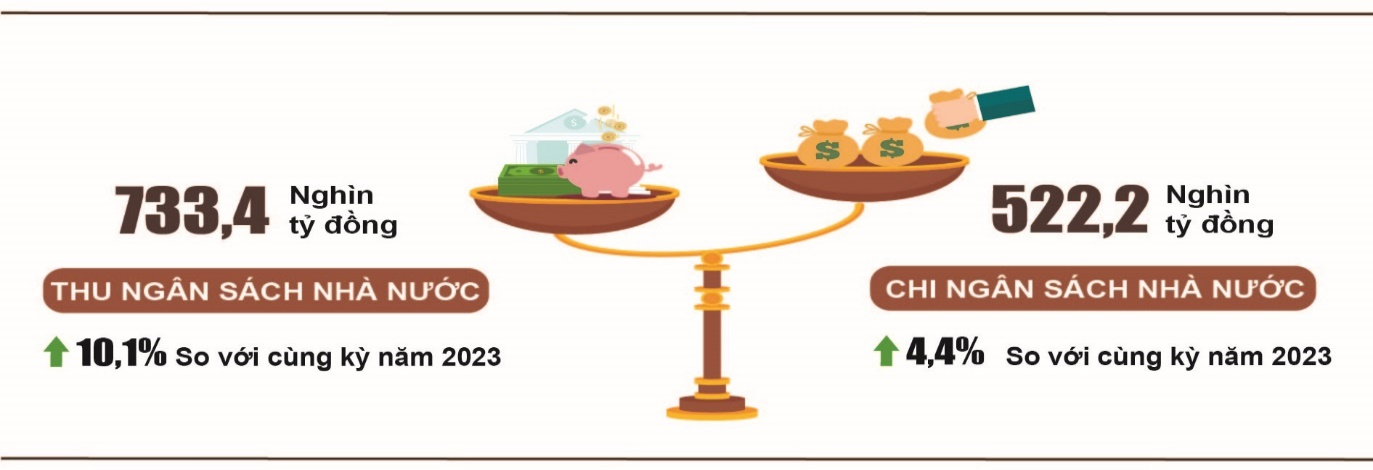 733,4 Nghìn
tỷ đồng
THU NGÂN SÁCH NHÀ NƯỚC
10,1% So với cùng kỳ năm 2023
$
$
522,2 Nghìn
tỷ đồng
CHI NGÂN SÁCH NHÀ NƯỚC
4,4% So với cùng kỳ năm 2023